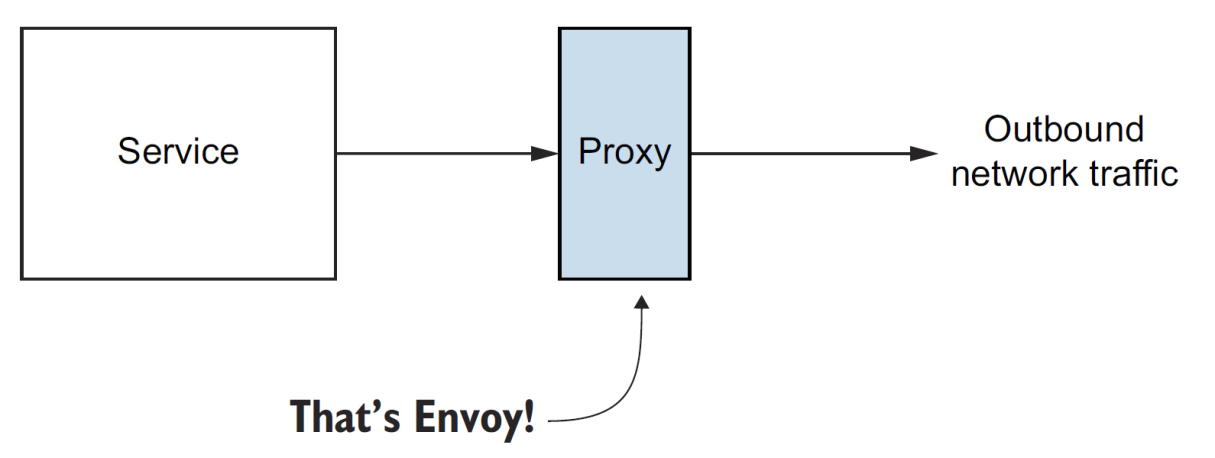 Service
Proxy
Outbound
network traffic
That's Envoy!